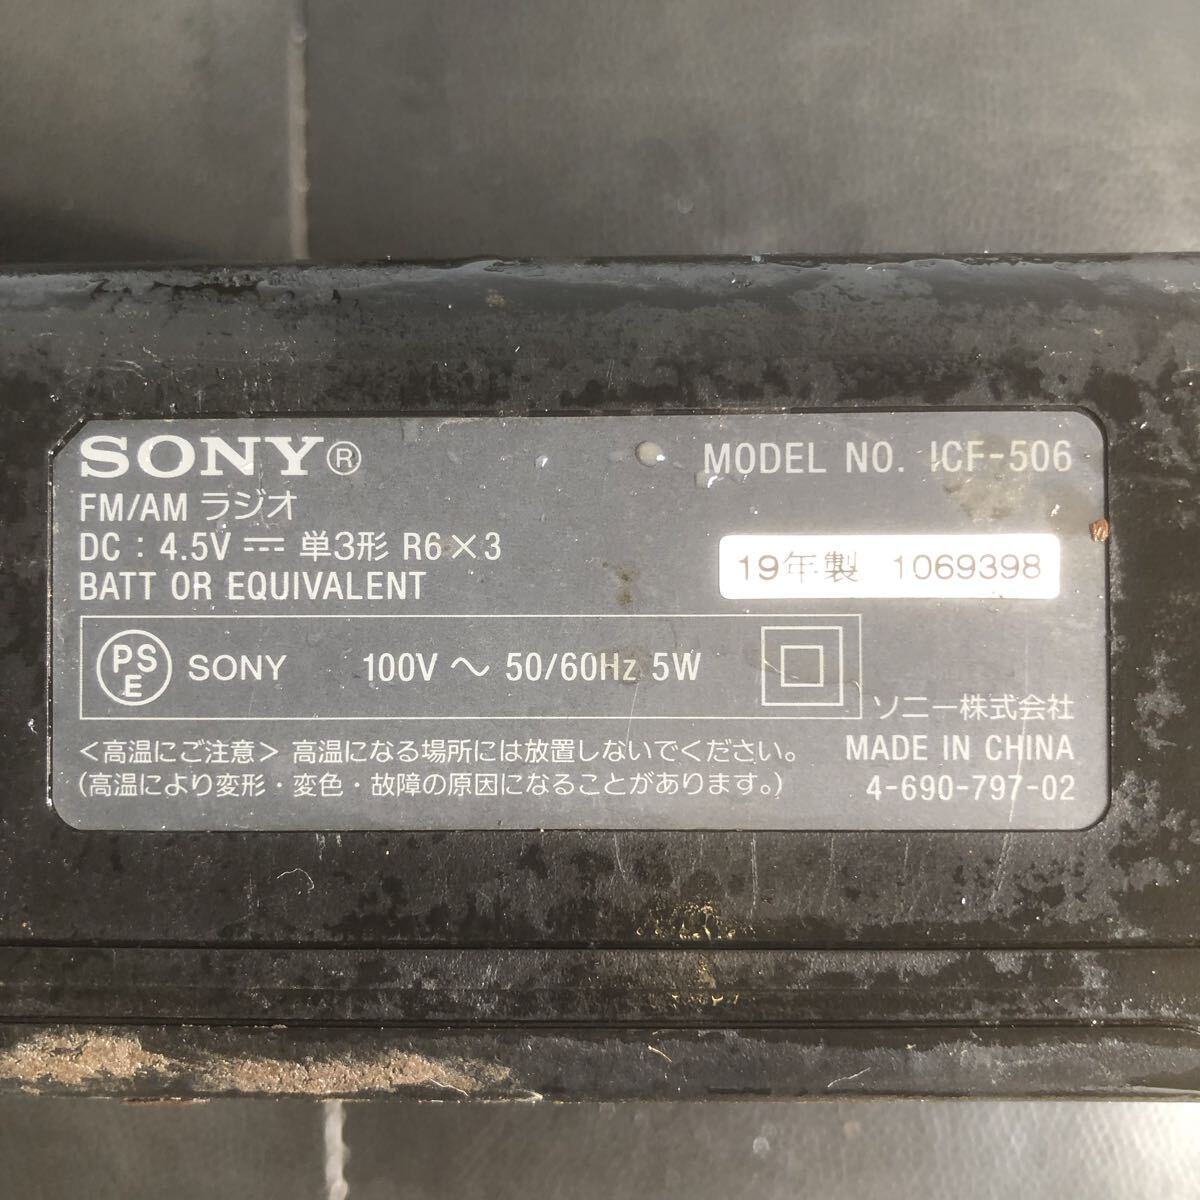 SONY® MODEL NO. ICF-506
FM/AM ラジオ
DC : 4.5V ⎓ 単3形 R6×3
19年製 1069398
BATT OR EQUIVALENT
PSE SONY 100V ～ 50/60Hz 5W
ソニー株式会社
＜高温にご注意＞ 高温になる場所には放置しないでください。 MADE IN CHINA
(高温により変形・変色・故障の原因になることがあります。) 4-690-797-02